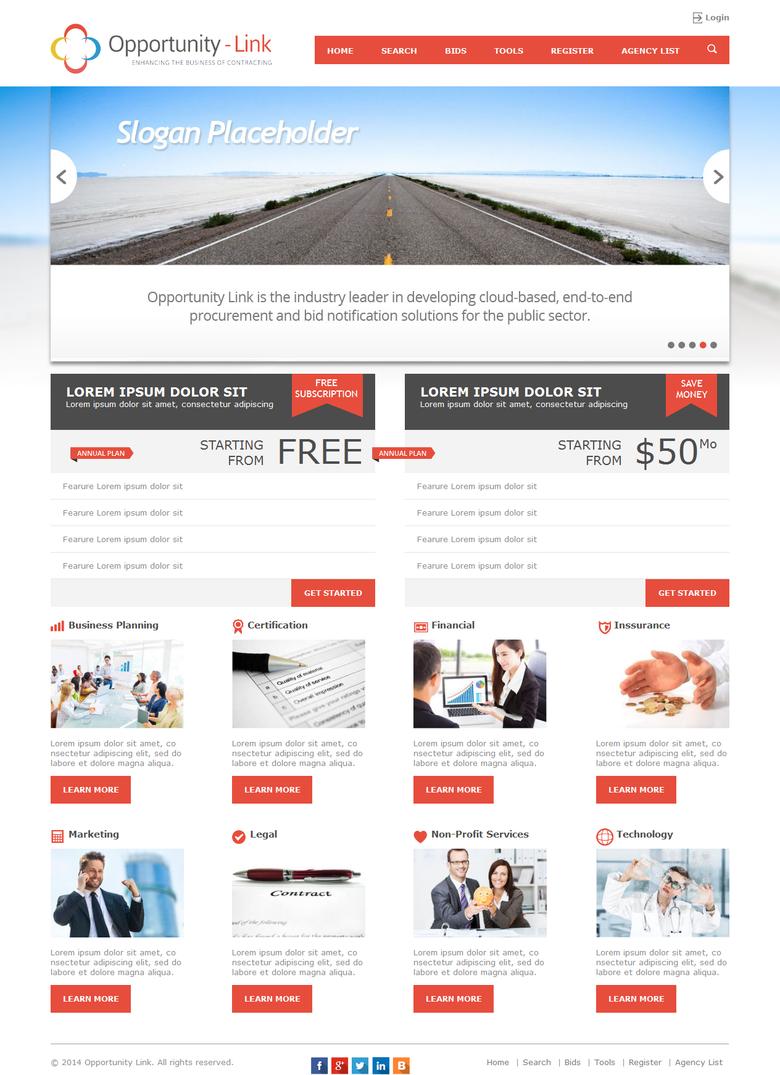 Login
Opportunity - Link
ENHANCING THE BUSINESS OF CONTRACTING
HOME SEARCH BIDS TOOLS REGISTER AGENCY LIST
Slogan Placeholder
Opportunity Link is the industry leader in developing cloud-based, end-to-end
procurement and bid notification solutions for the public sector.
LOREM IPSUM DOLOR SIT
Lorem ipsum dolor sit amet, consectetur adipiscing
FREE
SUBSCRIPTION
ANNUAL PLAN
STARTING
FROM
FREE
Fearure Lorem ipsum dolor sit
Fearure Lorem ipsum dolor sit
Fearure Lorem ipsum dolor sit
Fearure Lorem ipsum dolor sit
GET STARTED
LOREM IPSUM DOLOR SIT
Lorem ipsum dolor sit amet, consectetur adipiscing
SAVE
MONEY
ANNUAL PLAN
STARTING
FROM
$50Mo
Fearure Lorem ipsum dolor sit
Fearure Lorem ipsum dolor sit
Fearure Lorem ipsum dolor sit
Fearure Lorem ipsum dolor sit
GET STARTED
Business Planning
Lorem ipsum dolor sit amet, co
nsectetur adipiscing elit, sed do
labore et dolore magna aliqua.
LEARN MORE
Certification
Quality of material
Quality of service
Overall impression
Lorem ipsum dolor sit amet, co
nsectetur adipiscing elit, sed do
labore et dolore magna aliqua.
LEARN MORE
Financial
Lorem ipsum dolor sit amet, co
nsectetur adipiscing elit, sed do
labore et dolore magna aliqua.
LEARN MORE
Inssurance
Lorem ipsum dolor sit amet, co
nsectetur adipiscing elit, sed do
labore et dolore magna aliqua.
LEARN MORE
Marketing
Lorem ipsum dolor sit amet, co
nsectetur adipiscing elit, sed do
labore et dolore magna aliqua.
LEARN MORE
Legal
Contract
Lorem ipsum dolor sit amet, co
nsectetur adipiscing elit, sed do
labore et dolore magna aliqua.
LEARN MORE
Non-Profit Services
Lorem ipsum dolor sit amet, co
nsectetur adipiscing elit, sed do
labore et dolore magna aliqua.
LEARN MORE
Technology
Lorem ipsum dolor sit amet, co
nsectetur adipiscing elit, sed do
labore et dolore magna aliqua.
LEARN MORE
© 2014 Opportunity Link. All rights reserved.
Home | Search | Bids | Tools | Register | Agency List